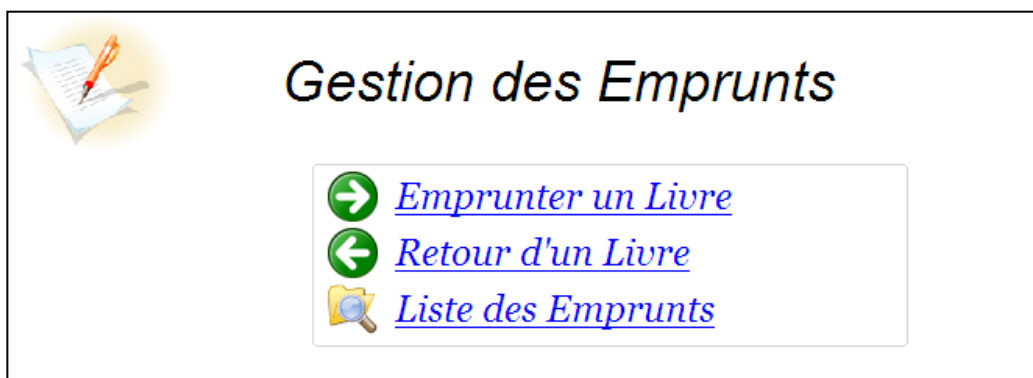 Gestion des Emprunts
Emprunter un Livre
Retour d'un Livre
Liste des Emprunts